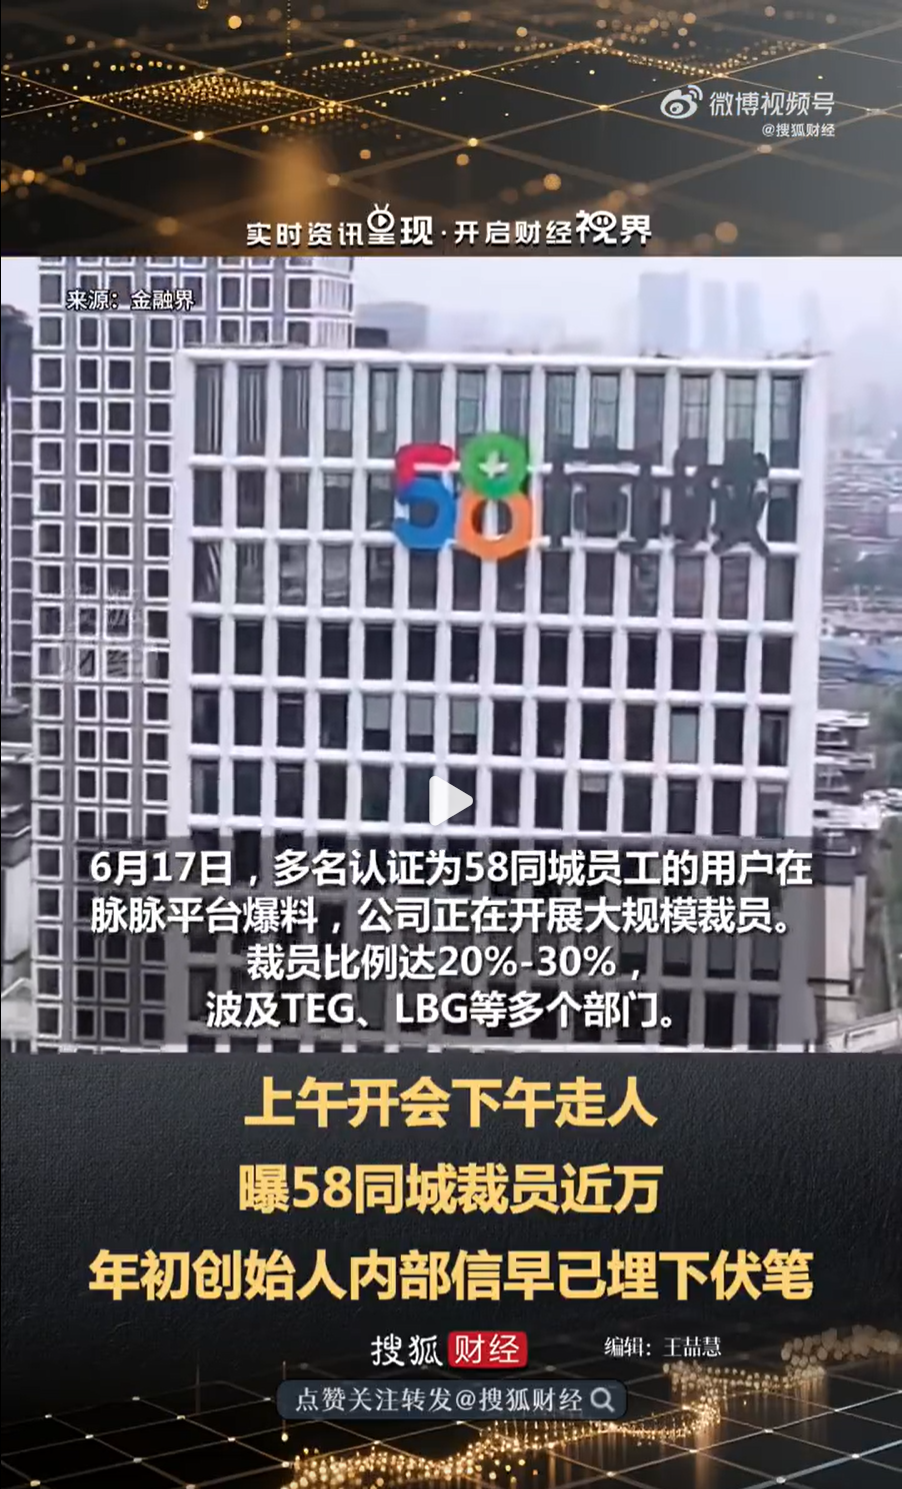 微博视频号
@搜狐财经
实时资讯呈现·开启财经视界
来源：金融界
58同城
6月17日，多名认证为58同城员工的用户在
脉脉平台爆料，公司正在开展大规模裁员。
裁员比例达20%-30%，
波及TEG、LBG等多个部门。
上午开会下午走人
曝58同城裁员近万
年初创始人内部信早已埋下伏笔
搜狐财经
编辑：王喆慧
点赞关注转发@搜狐财经